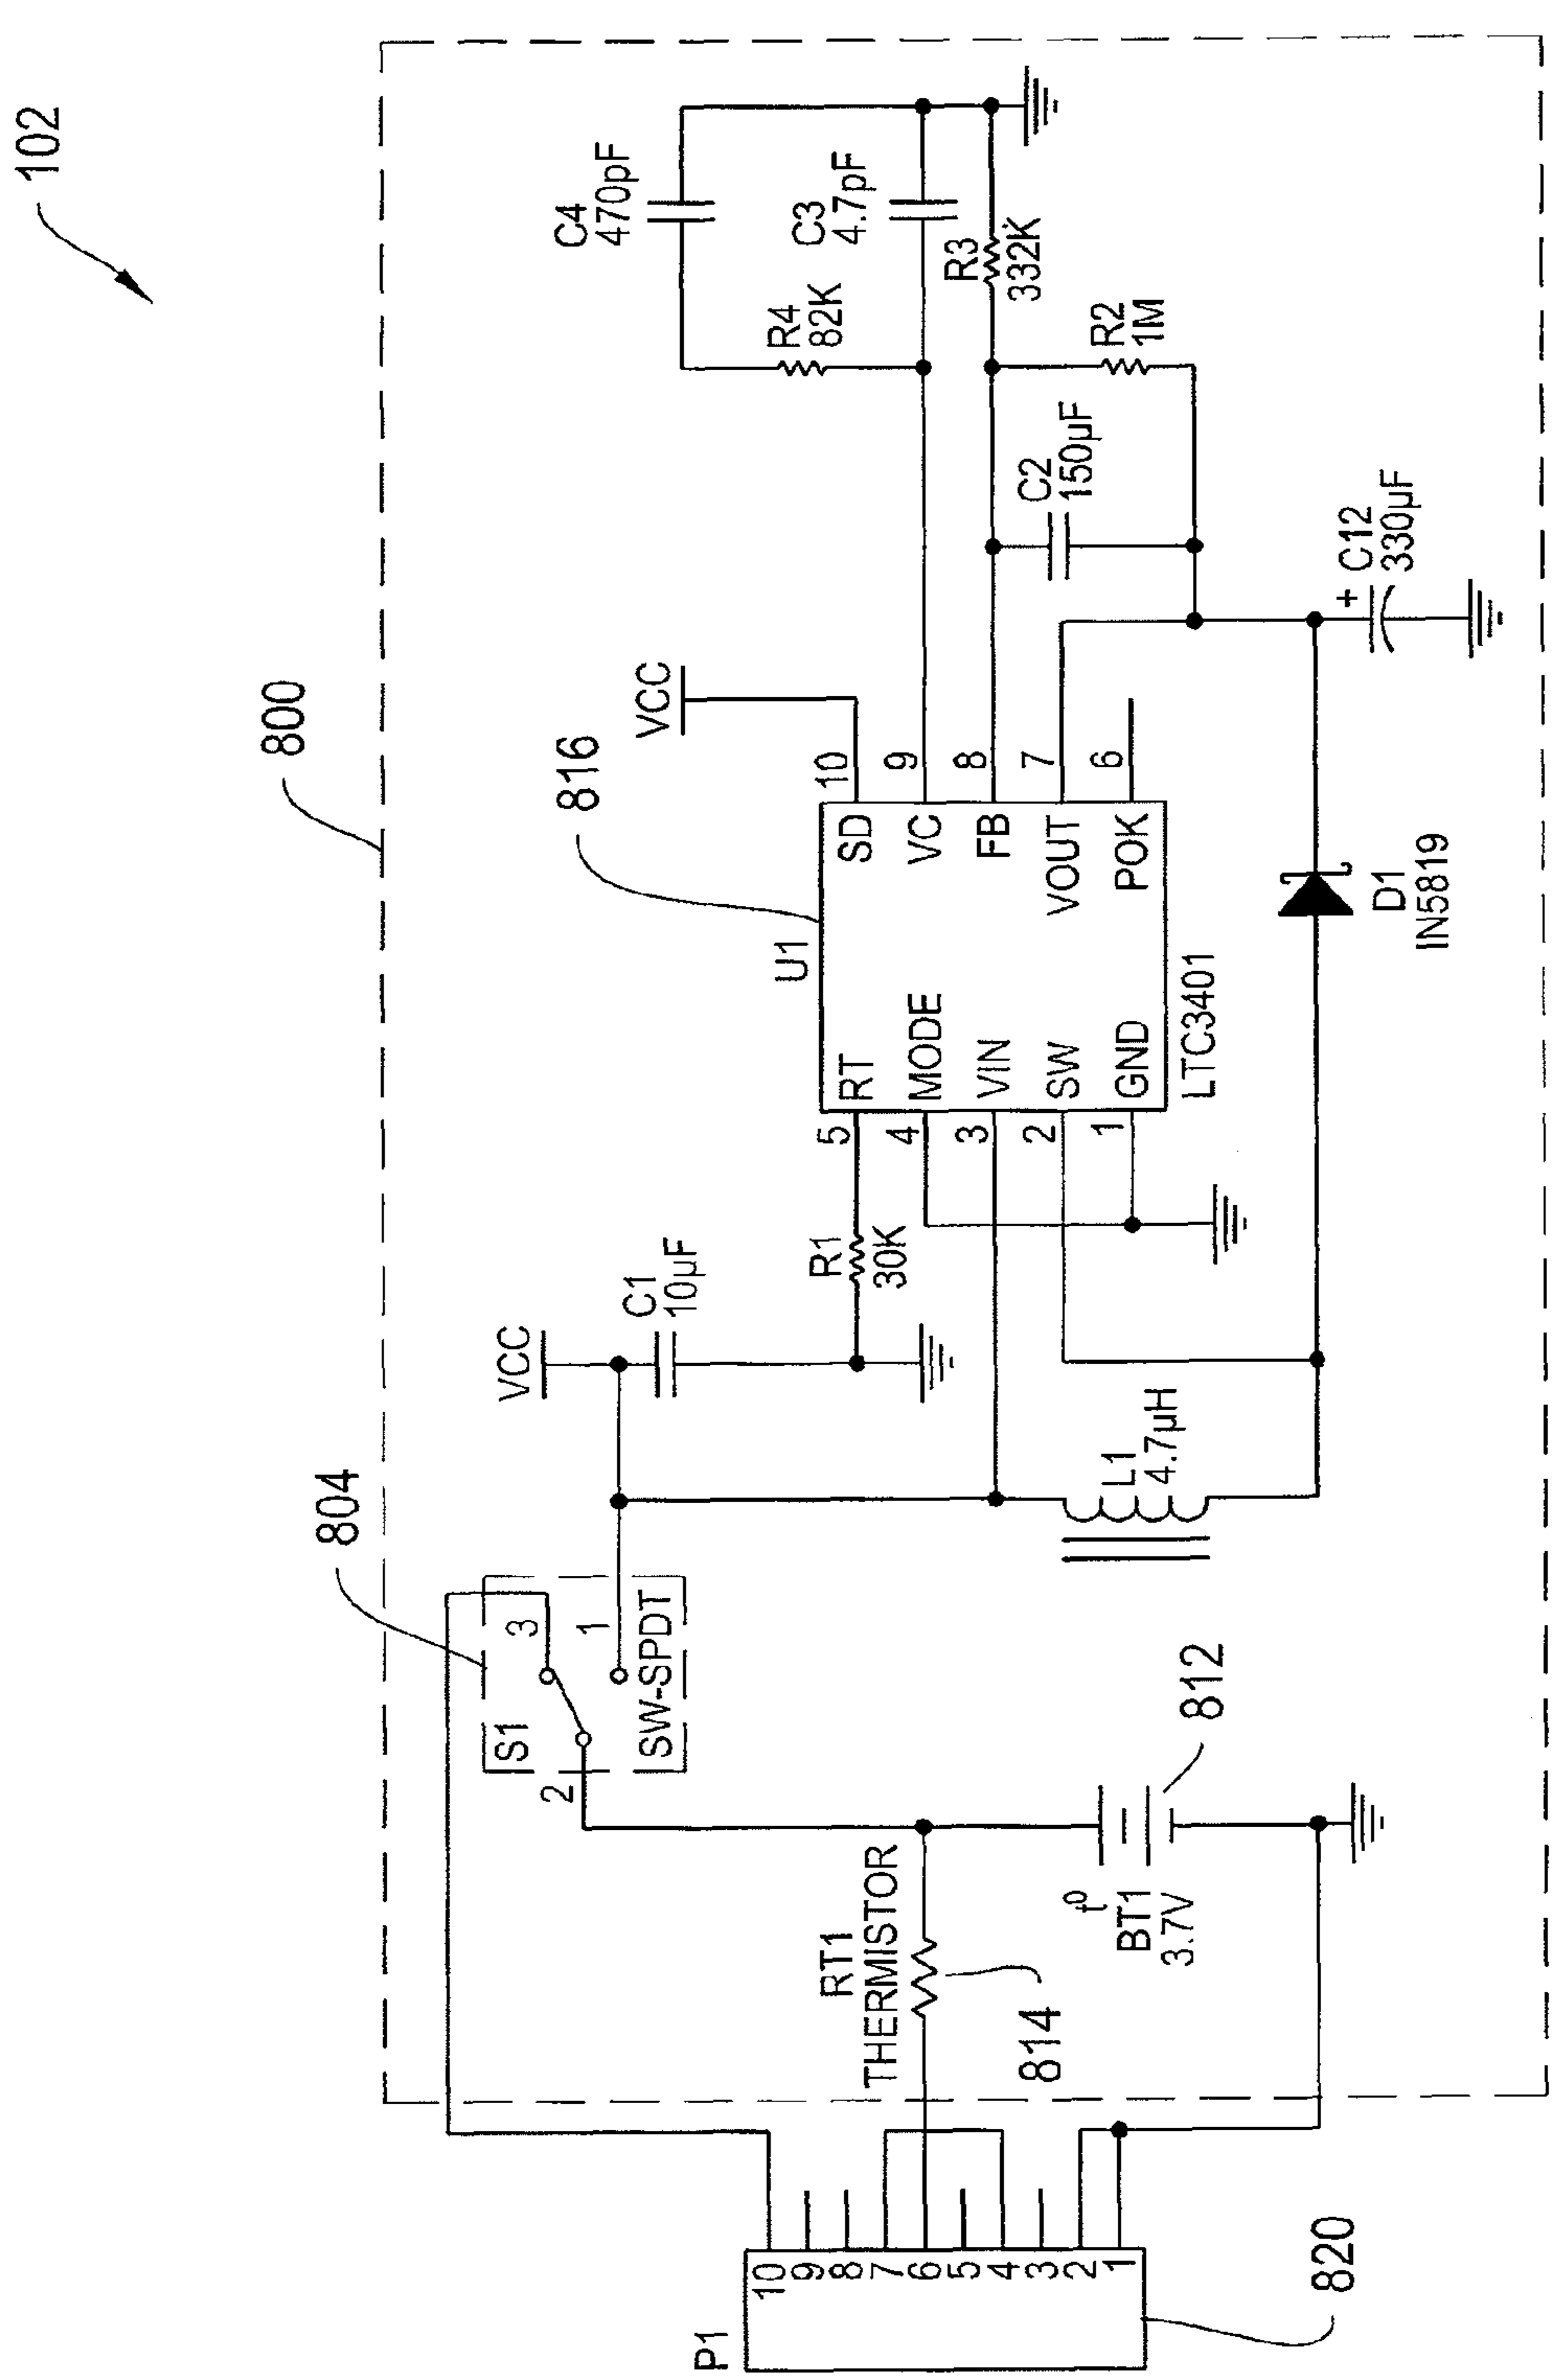 102
800
P1
10
9
8
7
6
5
4
3
2
1
820
RT1
THERMISTOR
814
t⁰
BT1
3.7V
812
804
S1
2
3
1
SW-SPDT
VCC
C1
10µF
R1
30K
L1
4.7µH
5
4
3
2
1
RT
MODE
VIN
SW
GND
U1
816
LTC3401
SD
VC
FB
VOUT
POK
10
9
8
7
6
VCC
D1
IN5819
C12
330µF
+
C2
150µF
R2
1M
R3
332K
R4
82K
C3
4.7pF
C4
470pF